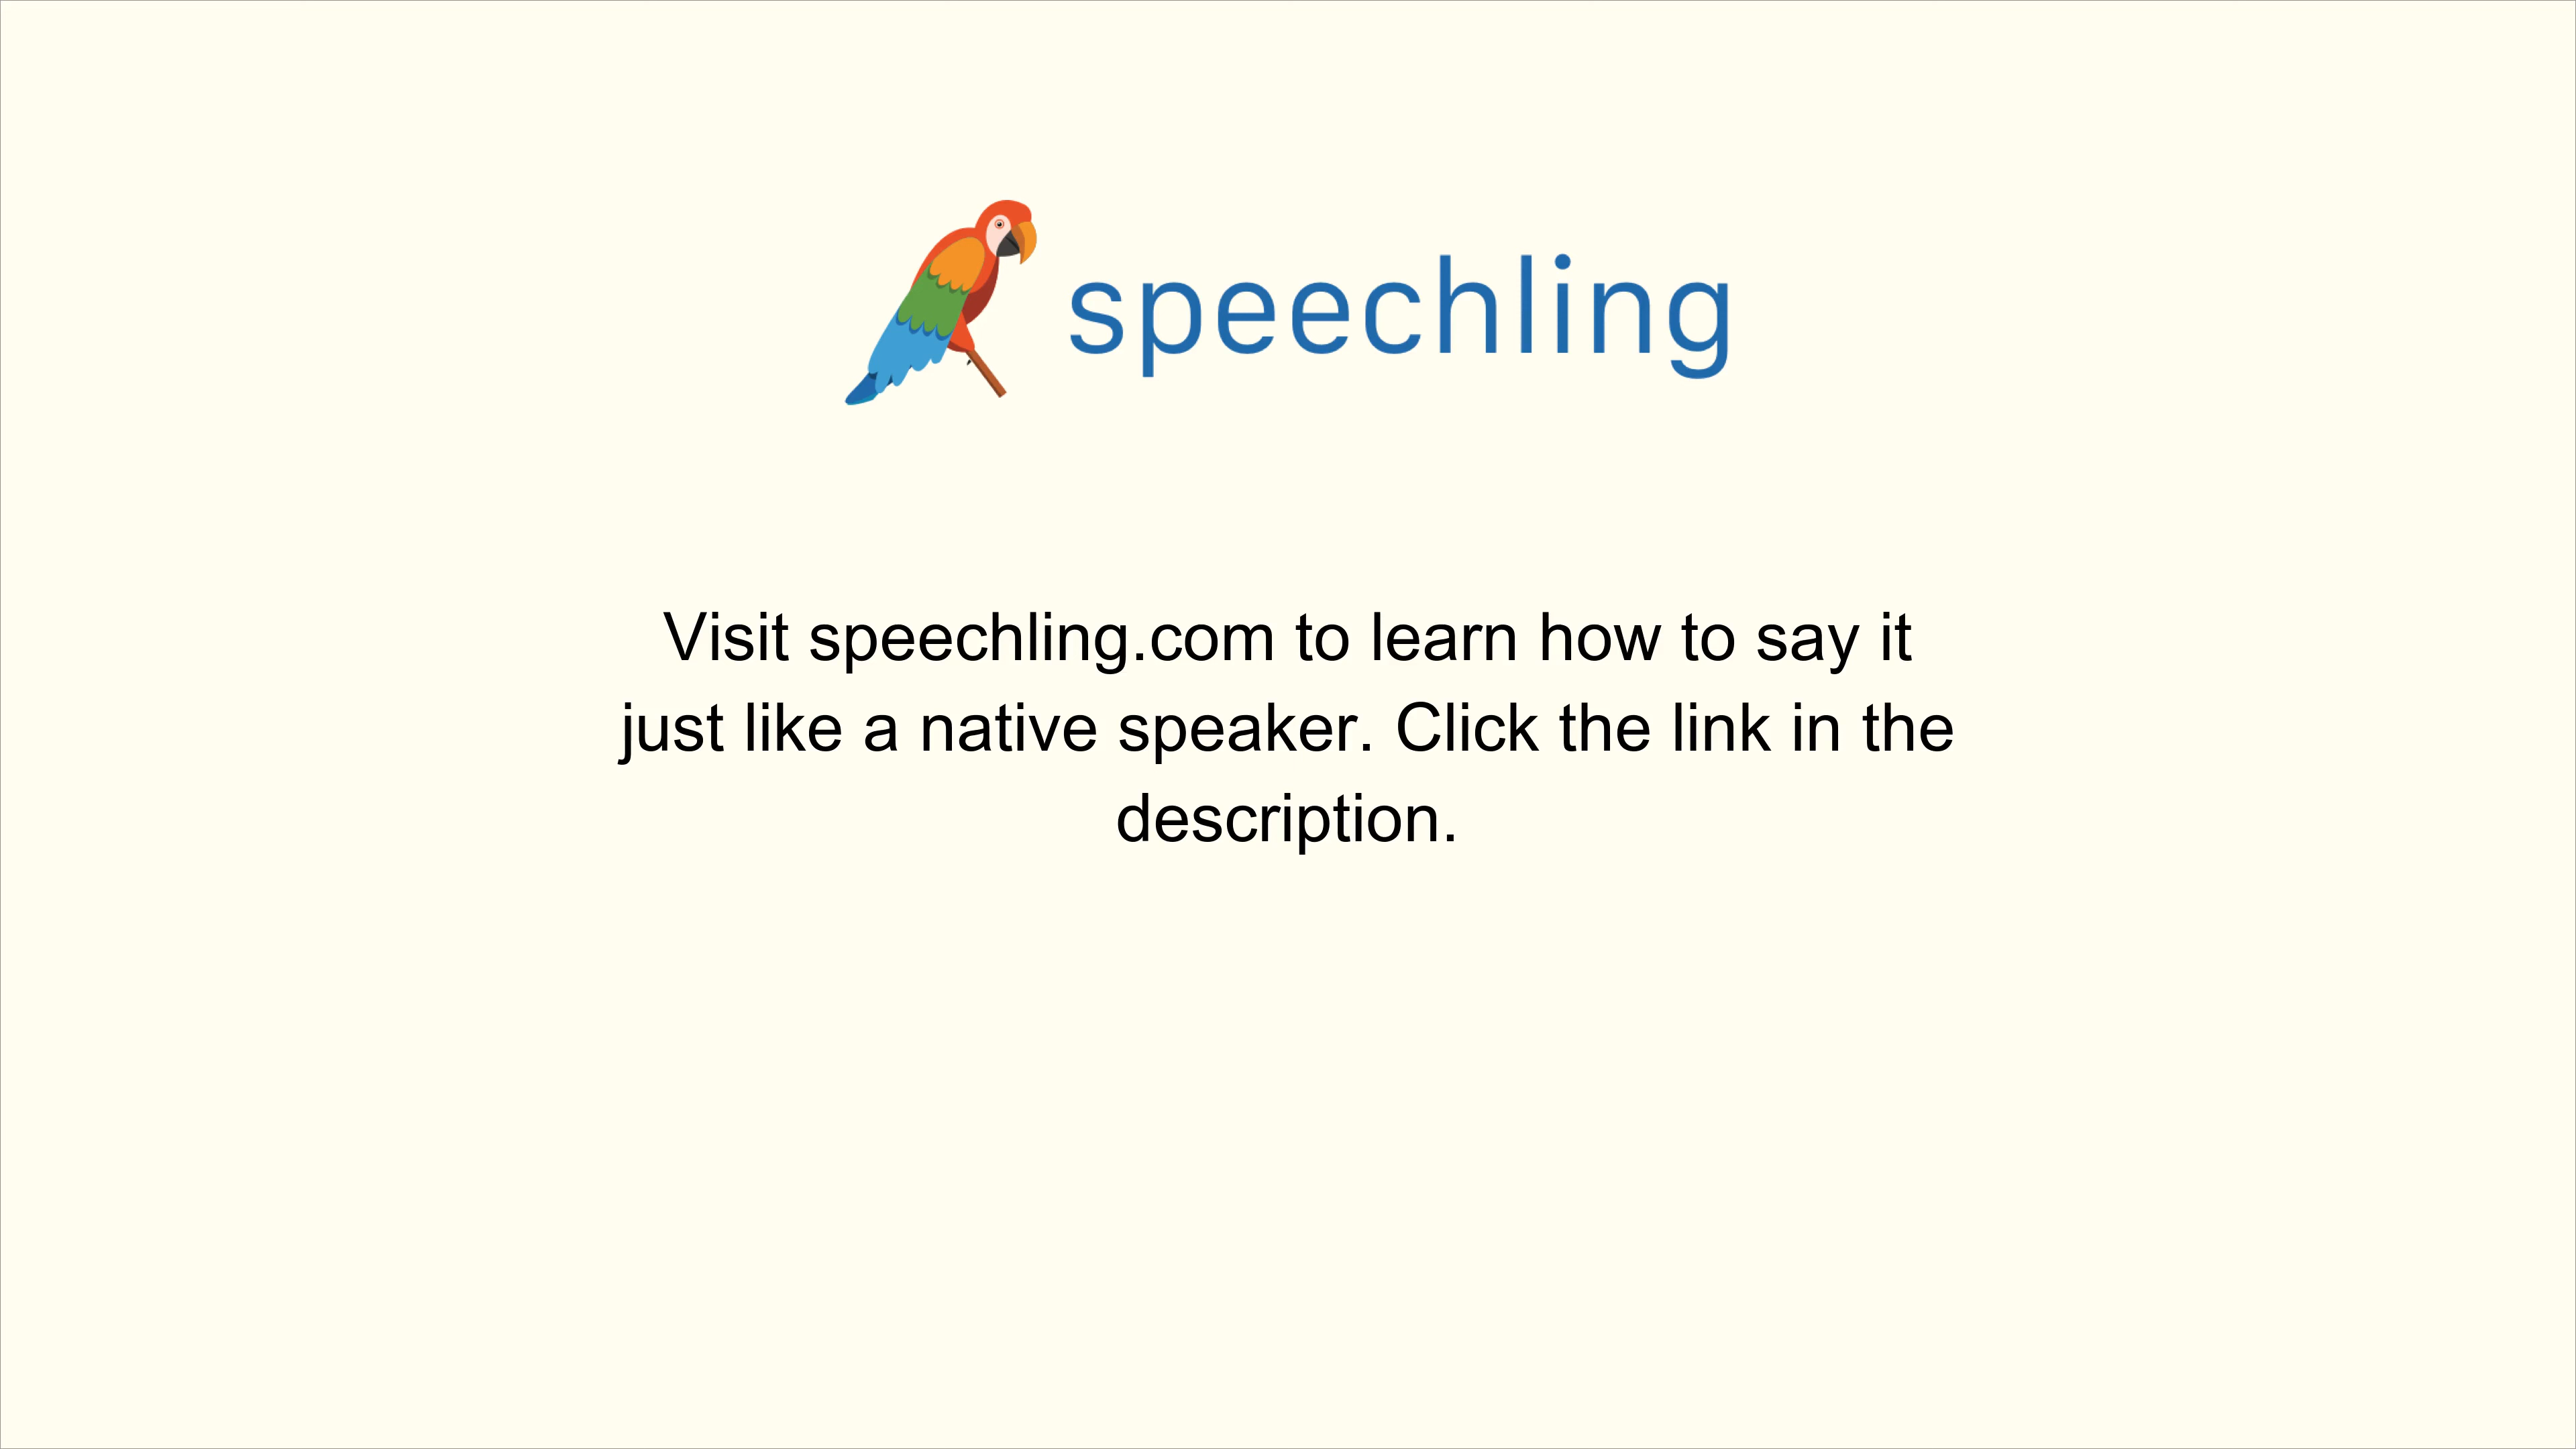 speechling
Visit speechling.com to learn how to say it
just like a native speaker. Click the link in the
description.